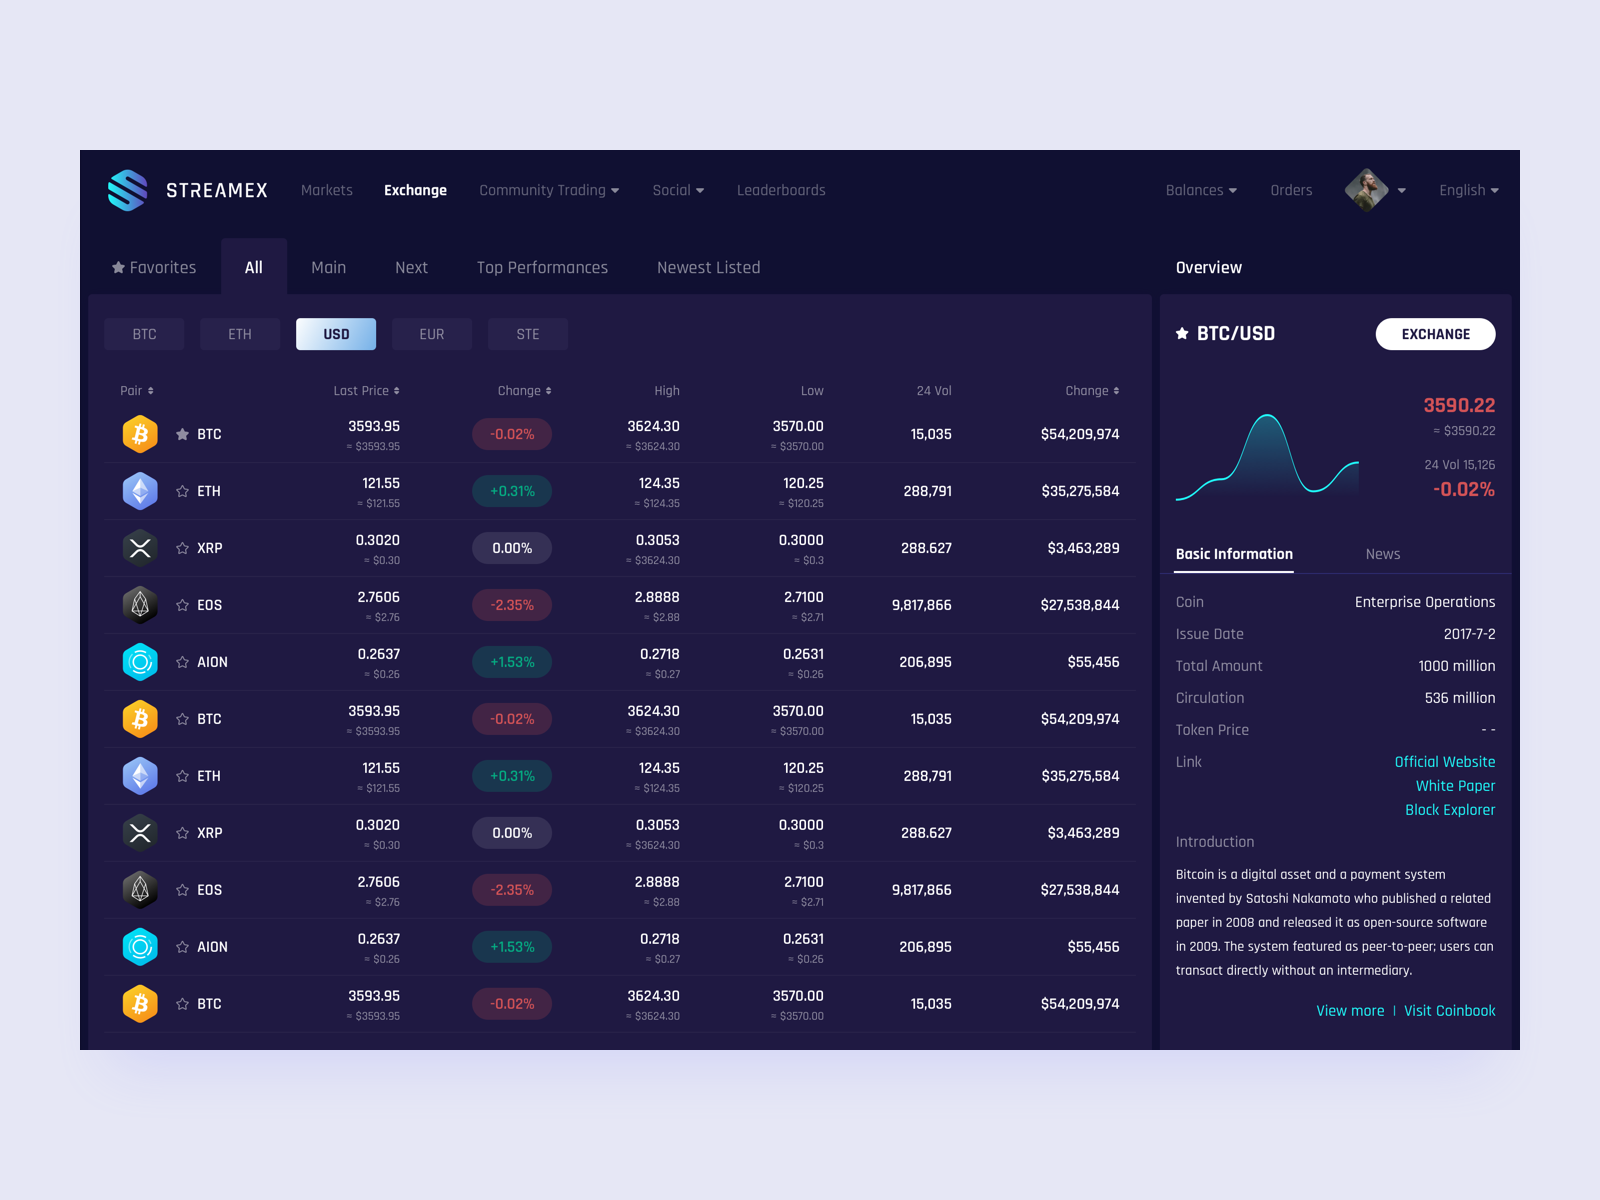 STREAMEX Markets Exchange Community Trading Social Leaderboards Balances Orders English
Favorites All Main Next Top Performances Newest Listed
BTC ETH USD EUR STE
Pair Last Price Change High Low 24 Vol Change
BTC 3593.95 -0.02% 3624.30 3570.00 15,035 $54,209,974
≈ $3593.95 ≈ $3624.30 ≈ $3570.00
ETH 121.55 +0.31% 124.35 120.25 288,791 $35,275,584
≈ $121.55 ≈ $124.35 ≈ $120.25
XRP 0.3020 0.00% 0.3053 0.3000 288.627 $3,463,289
≈ $0.30 ≈ $3624.30 ≈ $0.3
EOS 2.7606 -2.35% 2.8888 2.7100 9,817,866 $27,538,844
≈ $2.76 ≈ $2.88 ≈ $2.71
AION 0.2637 +1.53% 0.2718 0.2631 206,895 $55,456
≈ $0.26 ≈ $0.27 ≈ $0.26
BTC 3593.95 -0.02% 3624.30 3570.00 15,035 $54,209,974
≈ $3593.95 ≈ $3624.30 ≈ $3570.00
ETH 121.55 +0.31% 124.35 120.25 288,791 $35,275,584
≈ $121.55 ≈ $124.35 ≈ $120.25
XRP 0.3020 0.00% 0.3053 0.3000 288.627 $3,463,289
≈ $0.30 ≈ $3624.30 ≈ $0.3
EOS 2.7606 -2.35% 2.8888 2.7100 9,817,866 $27,538,844
≈ $2.76 ≈ $2.88 ≈ $2.71
AION 0.2637 +1.53% 0.2718 0.2631 206,895 $55,456
≈ $0.26 ≈ $0.27 ≈ $0.26
BTC 3593.95 -0.02% 3624.30 3570.00 15,035 $54,209,974
≈ $3593.95 ≈ $3624.30 ≈ $3570.00
Overview
BTC/USD EXCHANGE
3590.22
≈ $3590.22
24 Vol 15,126
-0.02%
Basic Information News
Coin Enterprise Operations
Issue Date 2017-7-2
Total Amount 1000 million
Circulation 536 million
Token Price - -
Link Official Website
White Paper
Block Explorer
Introduction
Bitcoin is a digital asset and a payment system
invented by Satoshi Nakamoto who published a related
paper in 2008 and released it as open-source software
in 2009. The system featured as peer-to-peer; users can
transact directly without an intermediary.
View more | Visit Coinbook